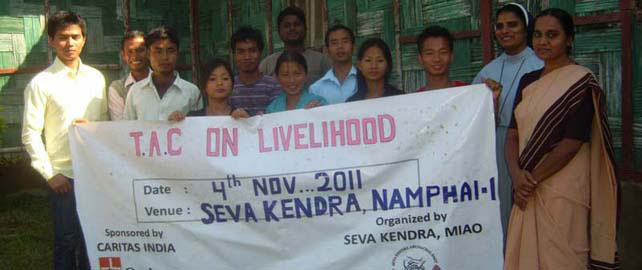 T.A.C ON LIVELIHOOD
Date : 4th NOV...2011
Venue : SEVA KENDRA, NAMPHAI-1
Sponsored by
CARITAS INDIA
Organized by
SEVA KENDRA, MIAO